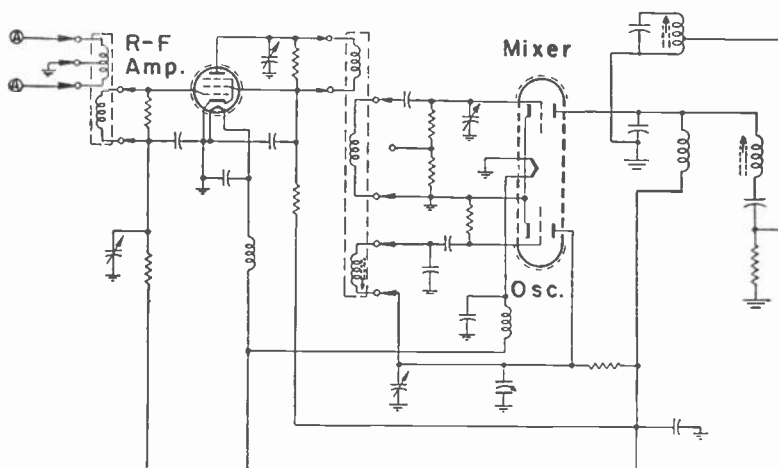 R-F
Amp.
Mixer
A
A
Osc.